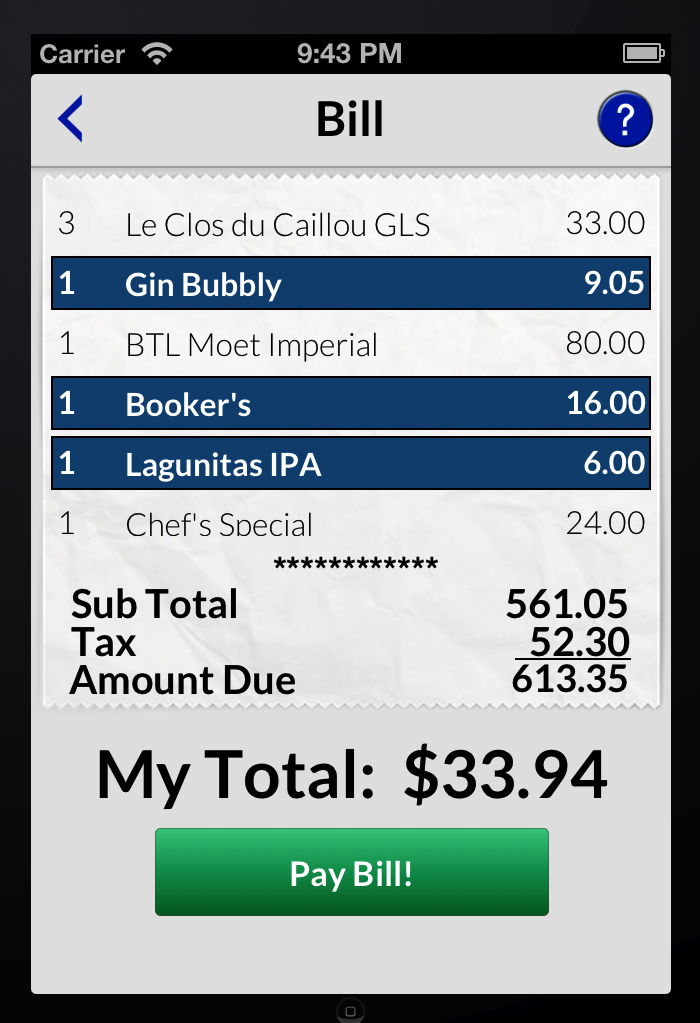 Carrier 9:43 PM
Bill ?
3 Le Clos du Caillou GLS 33.00
1 Gin Bubbly 9.05
1 BTL Moet Imperial 80.00
1 Booker's 16.00
1 Lagunitas IPA 6.00
1 Chef's Special 24.00
************
Sub Total 561.05
Tax 52.30
Amount Due 613.35
My Total: $33.94
Pay Bill!